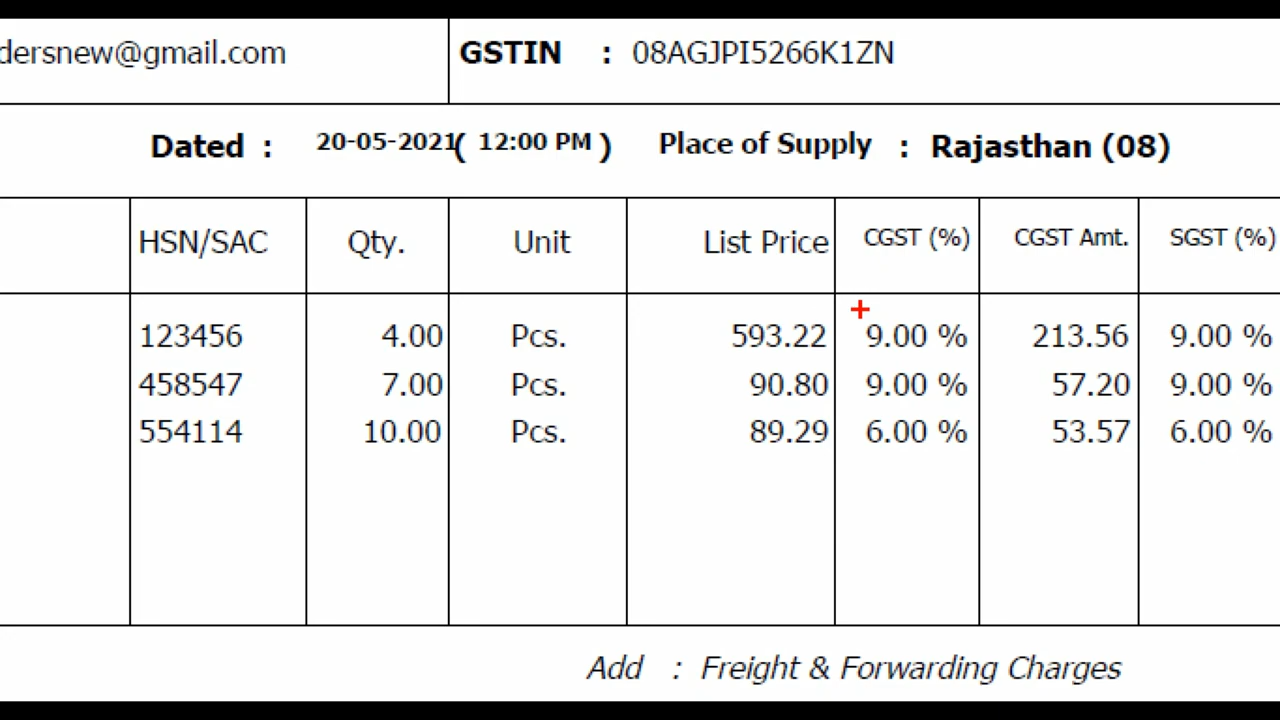 dersnew@gmail.com GSTIN : 08AGJPI5266K1ZN
Dated : 20-05-2021( 12:00 PM ) Place of Supply : Rajasthan (08)
HSN/SAC Qty. Unit List Price CGST (%) CGST Amt. SGST (%)
123456 4.00 Pcs. 593.22 9.00 % 213.56 9.00 %
458547 7.00 Pcs. 90.80 9.00 % 57.20 9.00 %
554114 10.00 Pcs. 89.29 6.00 % 53.57 6.00 %
Add : Freight & Forwarding Charges